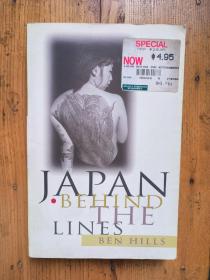 SPECIAL
NOW
$4.95
JAPAN
BEHIND
THE
LINES
BEN HILLS